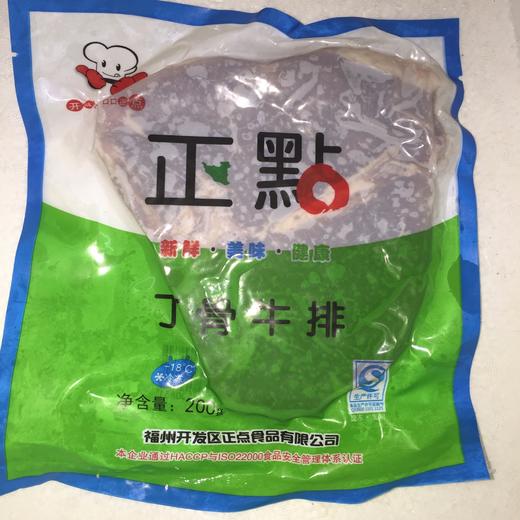 正點
新鲜·美味·健康
丁骨牛排
-18℃
净含量：200g
生产许可
福州开发区正点食品有限公司
本企业通过HACCP与ISO22000食品安全管理体系认证